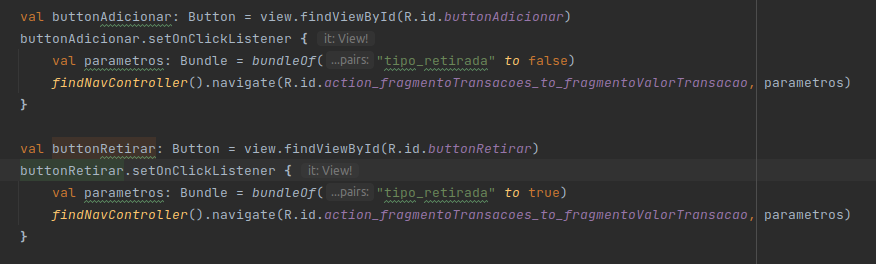 val buttonAdicionar: Button = view.findViewById(R.id.buttonAdicionar)
buttonAdicionar.setOnClickListener { it: View!
val parametros: Bundle = bundleOf( ...pairs: "tipo_retirada" to false)
findNavController().navigate(R.id.action_fragmentoTransacoes_to_fragmentoValorTransacao, parametros)
}
val buttonRetirar: Button = view.findViewById(R.id.buttonRetirar)
buttonRetirar.setOnClickListener { it: View!
val parametros: Bundle = bundleOf( ...pairs: "tipo_retirada" to true)
findNavController().navigate(R.id.action_fragmentoTransacoes_to_fragmentoValorTransacao, parametros)
}